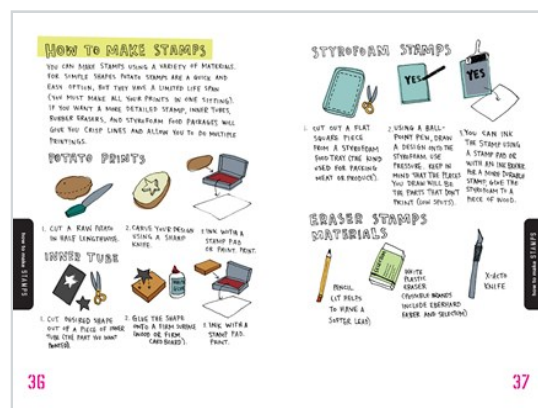 HOW TO MAKE STAMPS
YOU CAN MAKE STAMPS USING A VARIETY OF MATERIALS.
FOR SIMPLE SHAPES POTATO STAMPS ARE A QUICK AND
EASY OPTION, BUT THEY HAVE A LIMITED LIFE SPAN
(YOU MUST MAKE ALL YOUR PRINTS IN ONE SITTING).
IF YOU WANT A MORE DETAILED STAMP, INNER TUBES,
RUBBER ERASERS, AND STYROFOAM FOOD PACKAGES WILL
GIVE YOU CRISP LINES AND ALLOW YOU TO DO MULTIPLE
PRINTINGS.
POTATO PRINTS
1. CUT A RAW POTATO
IN HALF LENGTHWISE.
2. CARVE YOUR DESIGN
USING A SHARP
KNIFE.
3. INK WITH A
STAMP PAD
OR PAINT. PRINT.
INNER TUBE
1. CUT DESIRED SHAPE
OUT OF A PIECE OF INNER
TUBE (THE PART YOU WANT
PRINTED).
WHITE
GLUE
2. GLUE THE SHAPE
ONTO A FIRM SURFACE
(WOOD OR FIRM
CARDBOARD).
3. INK WITH A
STAMP PAD.
PRINT.
how to make STAMPS
36
STYROFOAM STAMPS
YES
YES
1. CUT OUT A FLAT
SQUARE PIECE
FROM A STYROFOAM
FOOD TRAY (THE KIND
USED FOR PACKING
MEAT OR PRODUCE).
2. USING A BALL-
POINT PEN, DRAW
A DESIGN INTO THE
STYROFOAM. USE
PRESSURE. KEEP IN
MIND THAT THE PLACES
YOU DRAW WILL BE
THE PARTS THAT DON'T
PRINT (LOW SPOTS).
3. YOU CAN INK
THE STAMP USING
A STAMP PAD OR
WITH AN INK BRAYER.
FOR A MORE DURABLE
STAMP, GLUE THE
STYROFOAM TO A
PIECE OF WOOD.
ERASER STAMPS
MATERIALS
PENCIL
(IT HELPS
TO HAVE A
SOFTER LEAD)
WHITE
PLASTIC
ERASER
(POSSIBLE BRANDS
INCLUDE EBERHARD
FABER AND STAEDTLER)
X-ACTO
KNIFE
how to make STAMPS
37